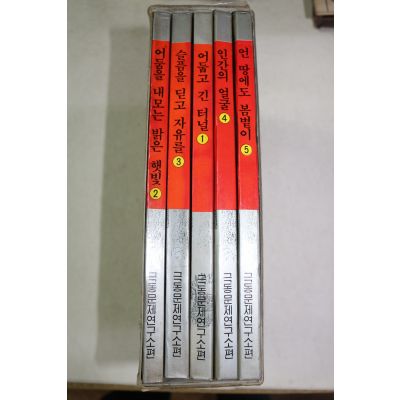 어둠을 내모는 밝은 햇빛 2
극동문제연구소편
슬픔을 딛고 자유를 3
극동문제연구소편
어둡고 긴 터널 1
극동문제연구소편
인간의 얼굴 4
극동문제연구소편
언 땅에도 봄볕이 5
극동문제연구소편